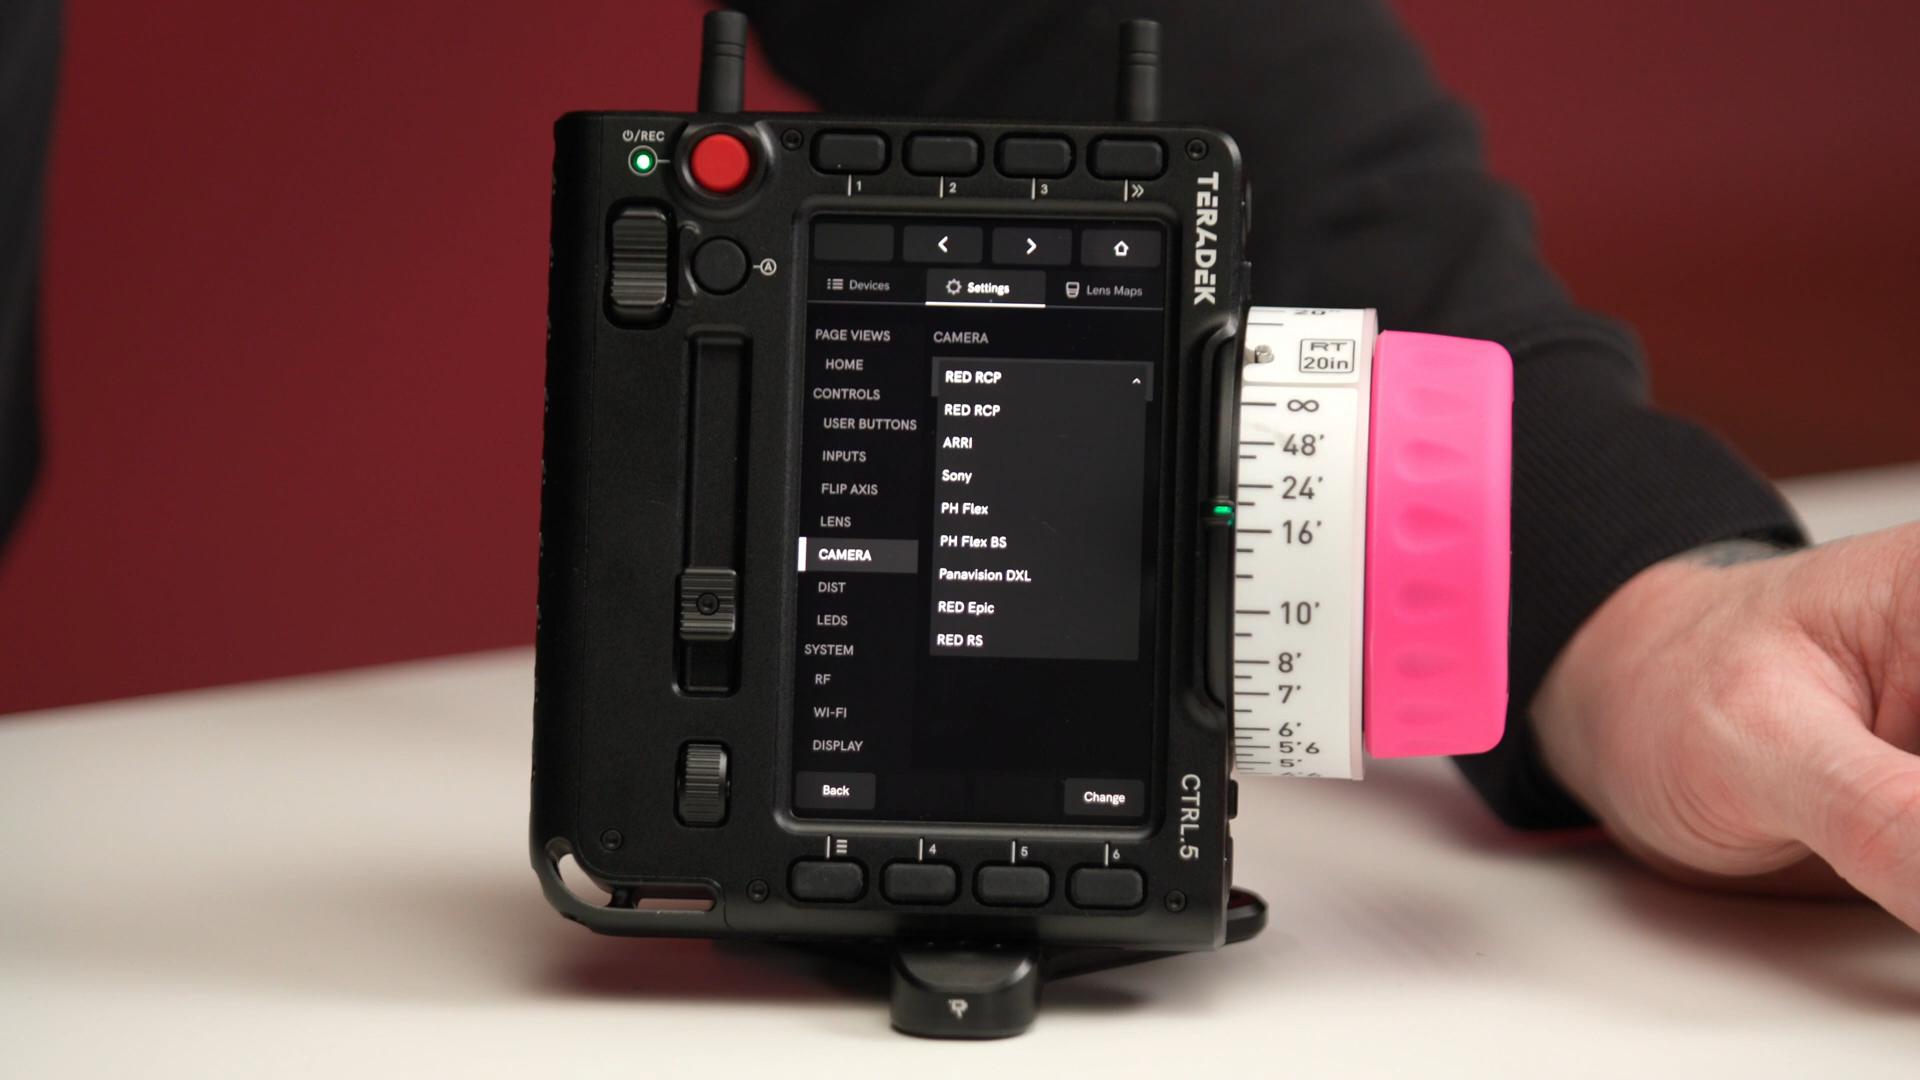 ⏻/REC
1
2
3
»
TERADEK
Devices
Settings
Lens Maps
PAGE VIEWS
HOME
CONTROLS
USER BUTTONS
INPUTS
FLIP AXIS
LENS
CAMERA
DIST
LEDS
SYSTEM
RF
WI-FI
DISPLAY
CAMERA
RED RCP
RED RCP
ARRI
Sony
PH Flex
PH Flex BS
Panavision DXL
RED Epic
RED RS
Back
Change
A
4
5
6
CTRL.5
20"
RT
20in
∞
48'
24'
16'
10'
8'
7'
6'
5'6
5'